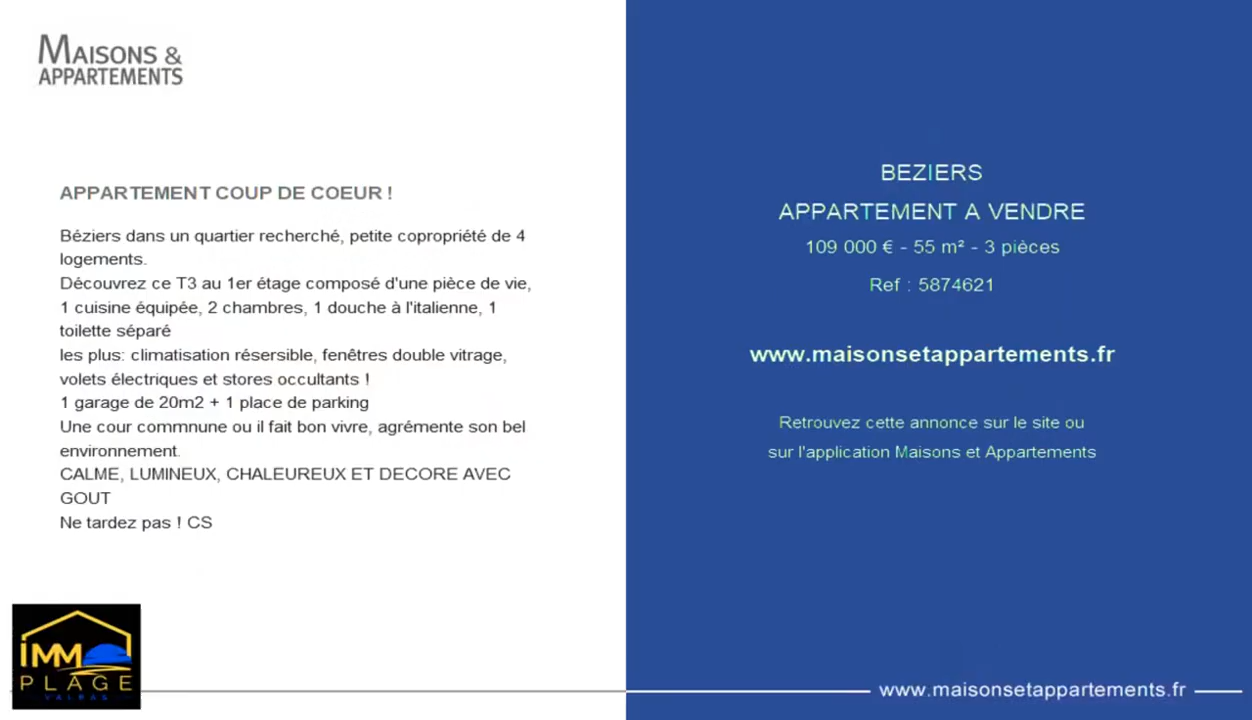 MAISONS &
APPARTEMENTS
APPARTEMENT COUP DE COEUR !
Béziers dans un quartier recherché, petite copropriété de 4
logements.
Découvrez ce T3 au 1er étage composé d'une pièce de vie,
1 cuisine équipée, 2 chambres, 1 douche à l'italienne, 1
toilette séparé
les plus: climatisation résersible, fenêtres double vitrage,
volets électriques et stores occultants !
1 garage de 20m2 + 1 place de parking
Une cour commnune ou il fait bon vivre, agrémente son bel
environnement.
CALME, LUMINEUX, CHALEUREUX ET DECORE AVEC
GOUT
Ne tardez pas ! CS
iMMO
PLAGE
VALRAS
BEZIERS
APPARTEMENT A VENDRE
109 000 € - 55 m² - 3 pièces
Ref : 5874621
www.maisonsetappartements.fr
Retrouvez cette annonce sur le site ou
sur l'application Maisons et Appartements
www.maisonsetappartements.fr